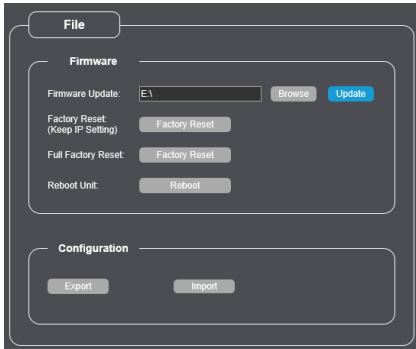 File
Firmware
Firmware Update: E:\ Browse Update
Factory Reset:
(Keep IP Setting) Factory Reset
Full Factory Reset: Factory Reset
Reboot Unit: Reboot
Configuration
Export Import